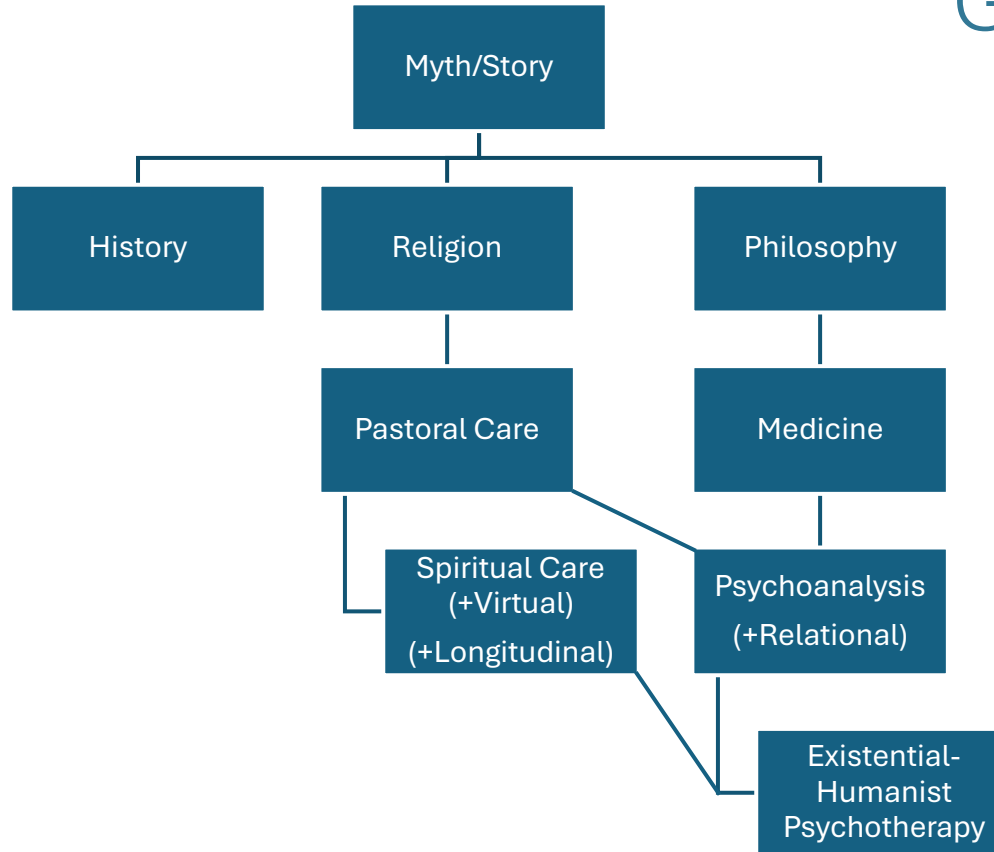 Myth/Story
History
Religion
Philosophy
Pastoral Care
Medicine
Spiritual Care
(+Virtual)
(+Longitudinal)
Psychoanalysis
(+Relational)
Existential-
Humanist
Psychotherapy